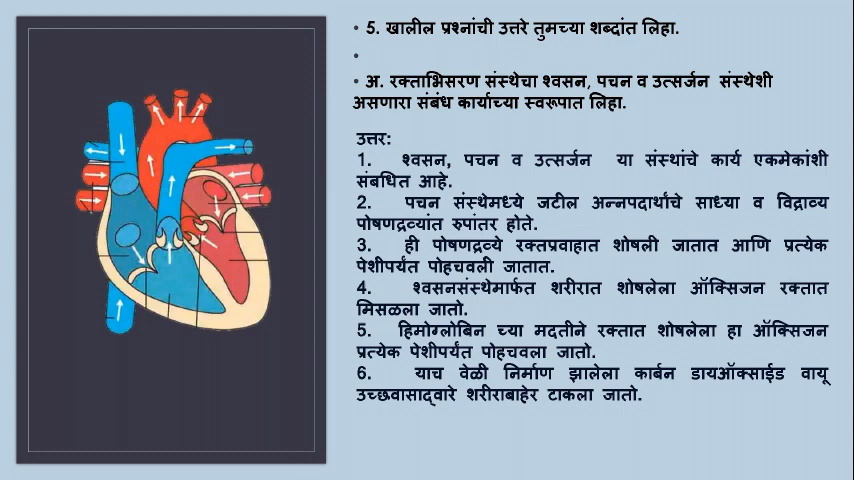 • 5. खालील प्रश्नांची उत्तरे तुमच्या शब्दांत लिहा.
•
• अ. रक्ताभिसरण संस्थेचा श्वसन, पचन व उत्सर्जन संस्थेशी
असणारा संबंध कार्याच्या स्वरूपात लिहा.
उत्तर:
1. श्वसन, पचन व उत्सर्जन या संस्थांचे कार्य एकमेकांशी
संबधित आहे.
2. पचन संस्थेमध्ये जटील अन्नपदार्थांचे साध्या व विद्राव्य
पोषणद्रव्यांत रुपांतर होते.
3. ही पोषणद्रव्ये रक्तप्रवाहात शोषली जातात आणि प्रत्येक
पेशीपर्यंत पोहचवली जातात.
4. श्वसनसंस्थेमार्फत शरीरात शोषलेला ऑक्सिजन रक्तात
मिसळला जातो.
5. हिमोग्लोबिन च्या मदतीने रक्तात शोषलेला हा ऑक्सिजन
प्रत्येक पेशीपर्यंत पोहचवला जातो.
6. याच वेळी निर्माण झालेला कार्बन डायऑक्साईड वायू
उच्छवासाद्वारे शरीराबाहेर टाकला जातो.